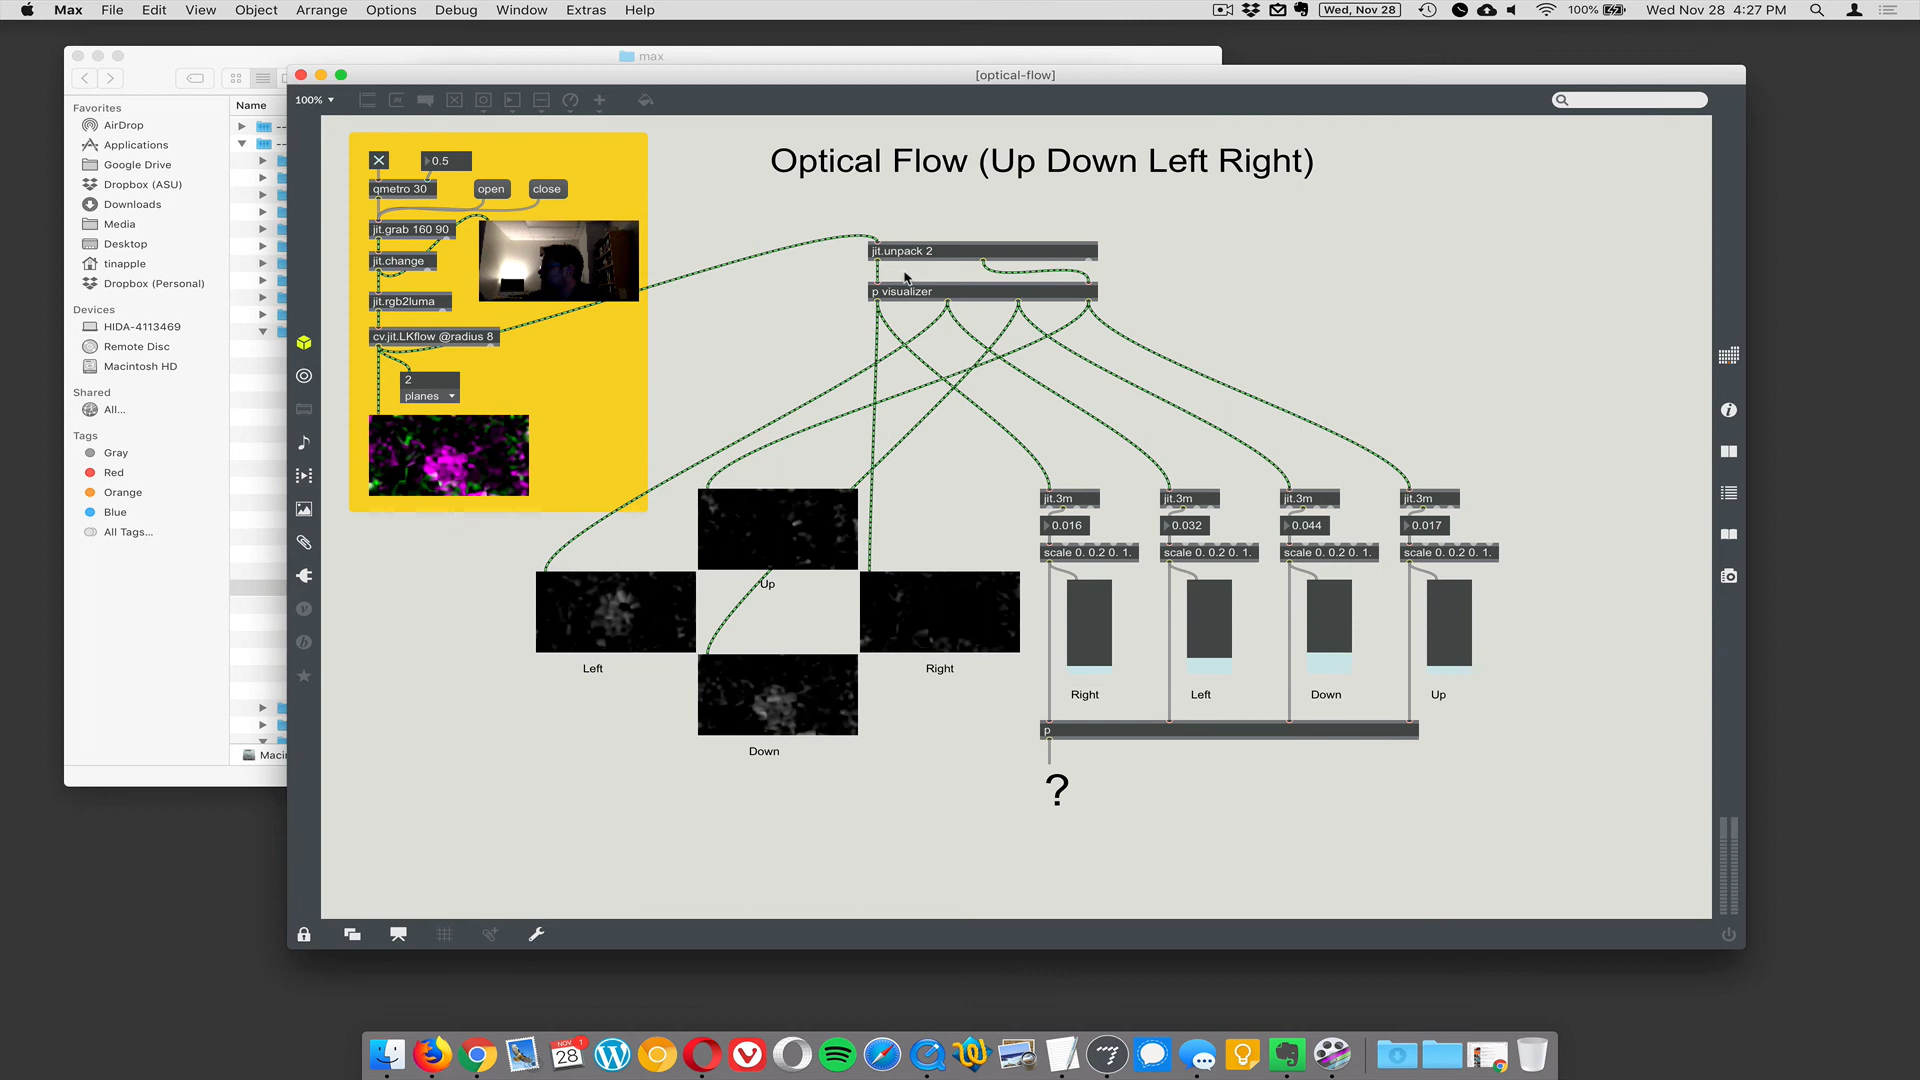 Max File Edit View Object Arrange Options Debug Window Extras Help
Wed, Nov 28 100% Wed Nov 28 4:27 PM
max
Name
Favorites
AirDrop
Applications
Google Drive
Dropbox (ASU)
Downloads
Media
Desktop
tinapple
Dropbox (Personal)
Devices
HIDA-4113469
Remote Disc
Macintosh HD
Shared
All...
Tags
Gray
Red
Orange
Blue
All Tags...
[optical-flow]
100%
Optical Flow (Up Down Left Right)
0.5
qmetro 30
open
close
jit.grab 160 90
jit.change
jit.rgb2luma
cv.jit.LKflow @radius 8
2
planes
jit.unpack 2
p visualizer
Up
Left
Right
Down
jit.3m jit.3m jit.3m jit.3m
0.016 0.032 0.044 0.017
scale 0. 0.2 0. 1. scale 0. 0.2 0. 1. scale 0. 0.2 0. 1. scale 0. 0.2 0. 1.
Right Left Down Up
p
?
NOV
28